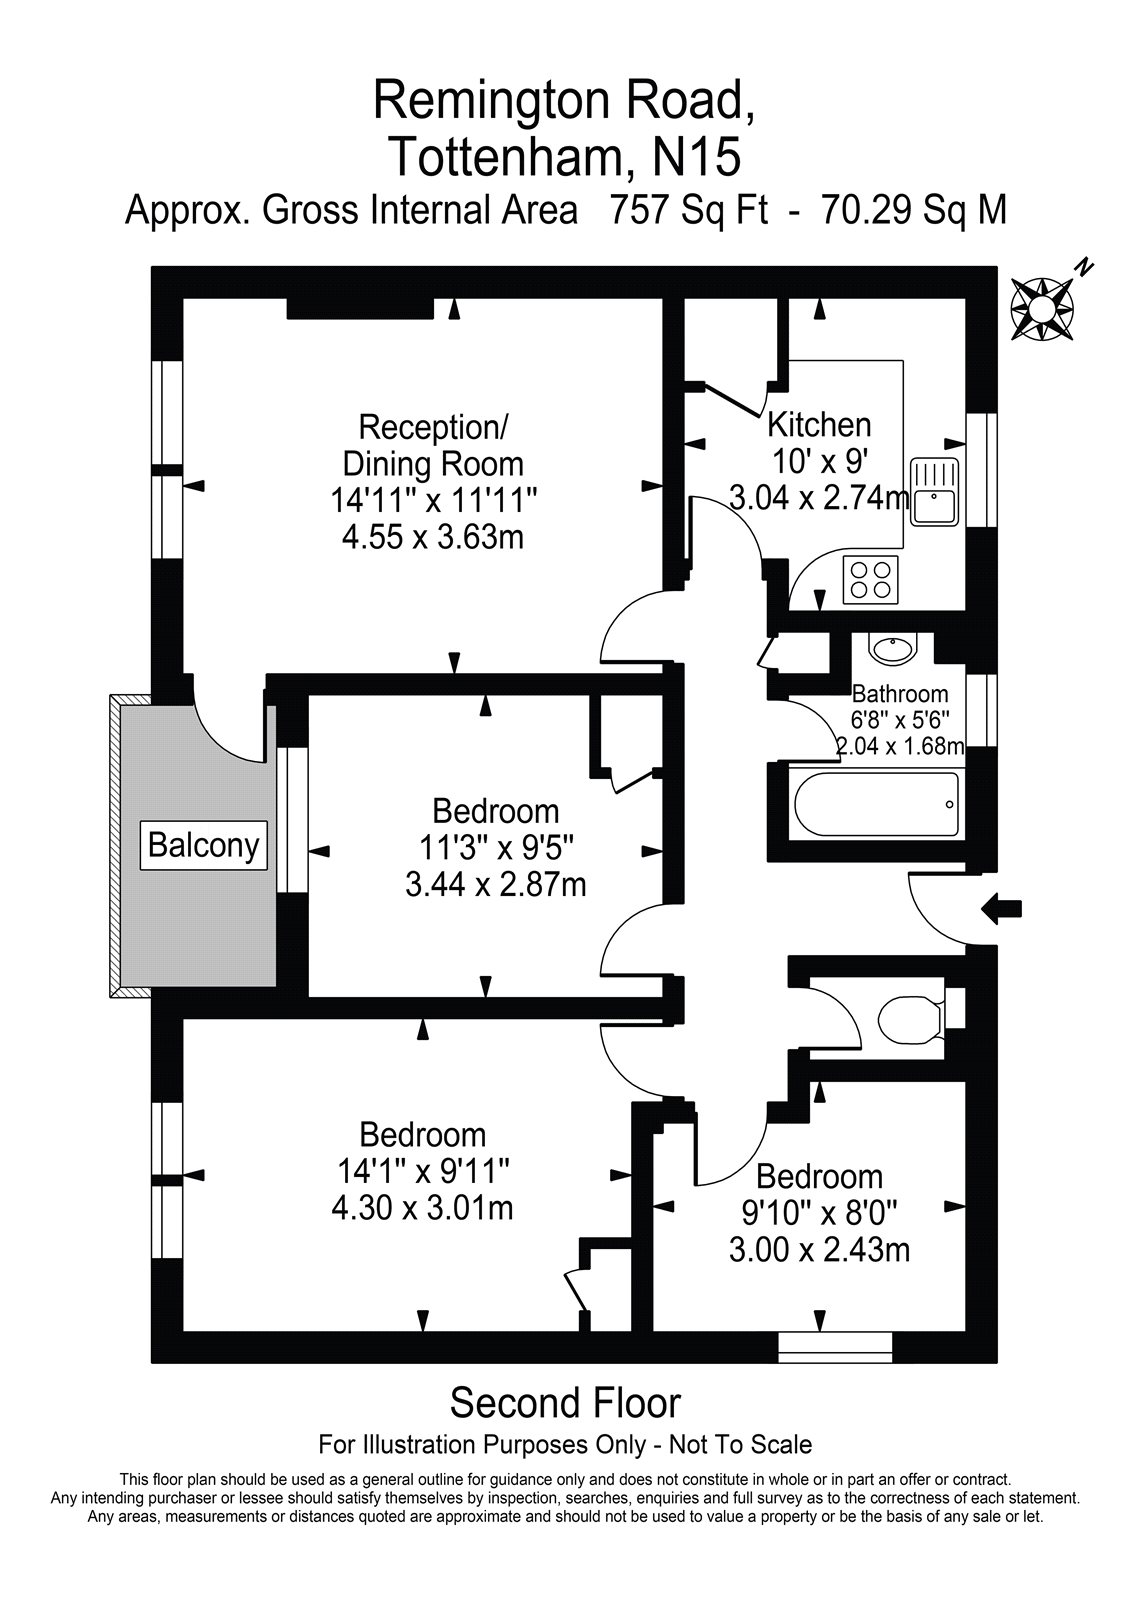 Remington Road,
Tottenham, N15
Approx. Gross Internal Area   757 Sq Ft  -  70.29 Sq M
N
Reception/
Dining Room
14'11" x 11'11"
4.55 x 3.63m
Kitchen
10' x 9'
3.04 x 2.74m
Bathroom
6'8" x 5'6"
2.04 x 1.68m
Balcony
Bedroom
11'3" x 9'5"
3.44 x 2.87m
Bedroom
14'1" x 9'11"
4.30 x 3.01m
Bedroom
9'10" x 8'0"
3.00 x 2.43m
Second Floor
For Illustration Purposes Only - Not To Scale
This floor plan should be used as a general outline for guidance only and does not constitute in whole or in part an offer or contract.
Any intending purchaser or lessee should satisfy themselves by inspection, searches, enquiries and full survey as to the correctness of each statement.
Any areas, measurements or distances quoted are approximate and should not be used to value a property or be the basis of any sale or let.